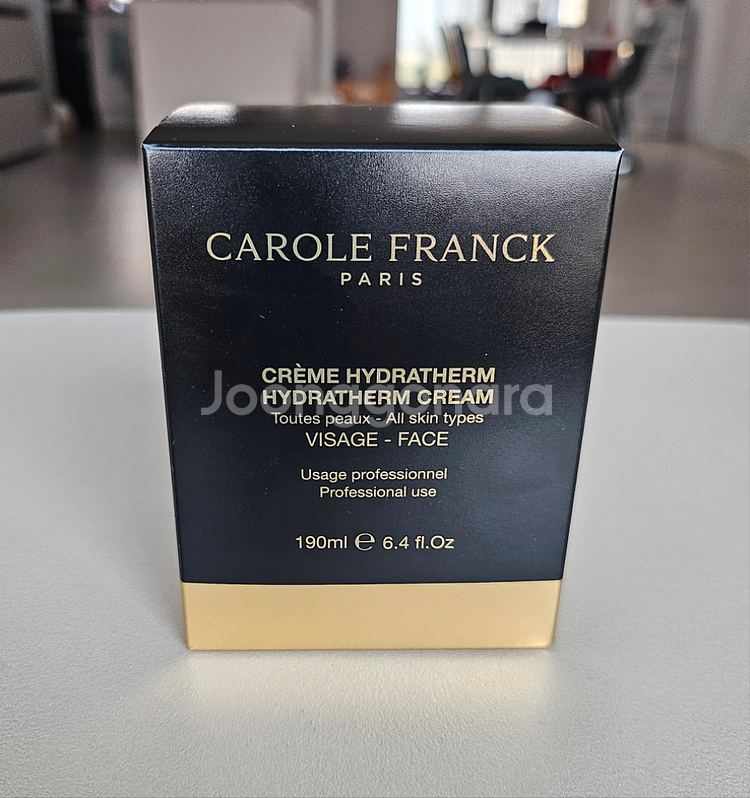 CAROLE FRANCK
PARIS
CRÈME HYDRATHERM
HYDRATHERM CREAM
Joonggonara
Toutes peaux - All skin types
VISAGE - FACE
Usage professionnel
Professional use
190ml ℮ 6.4 fl.Oz